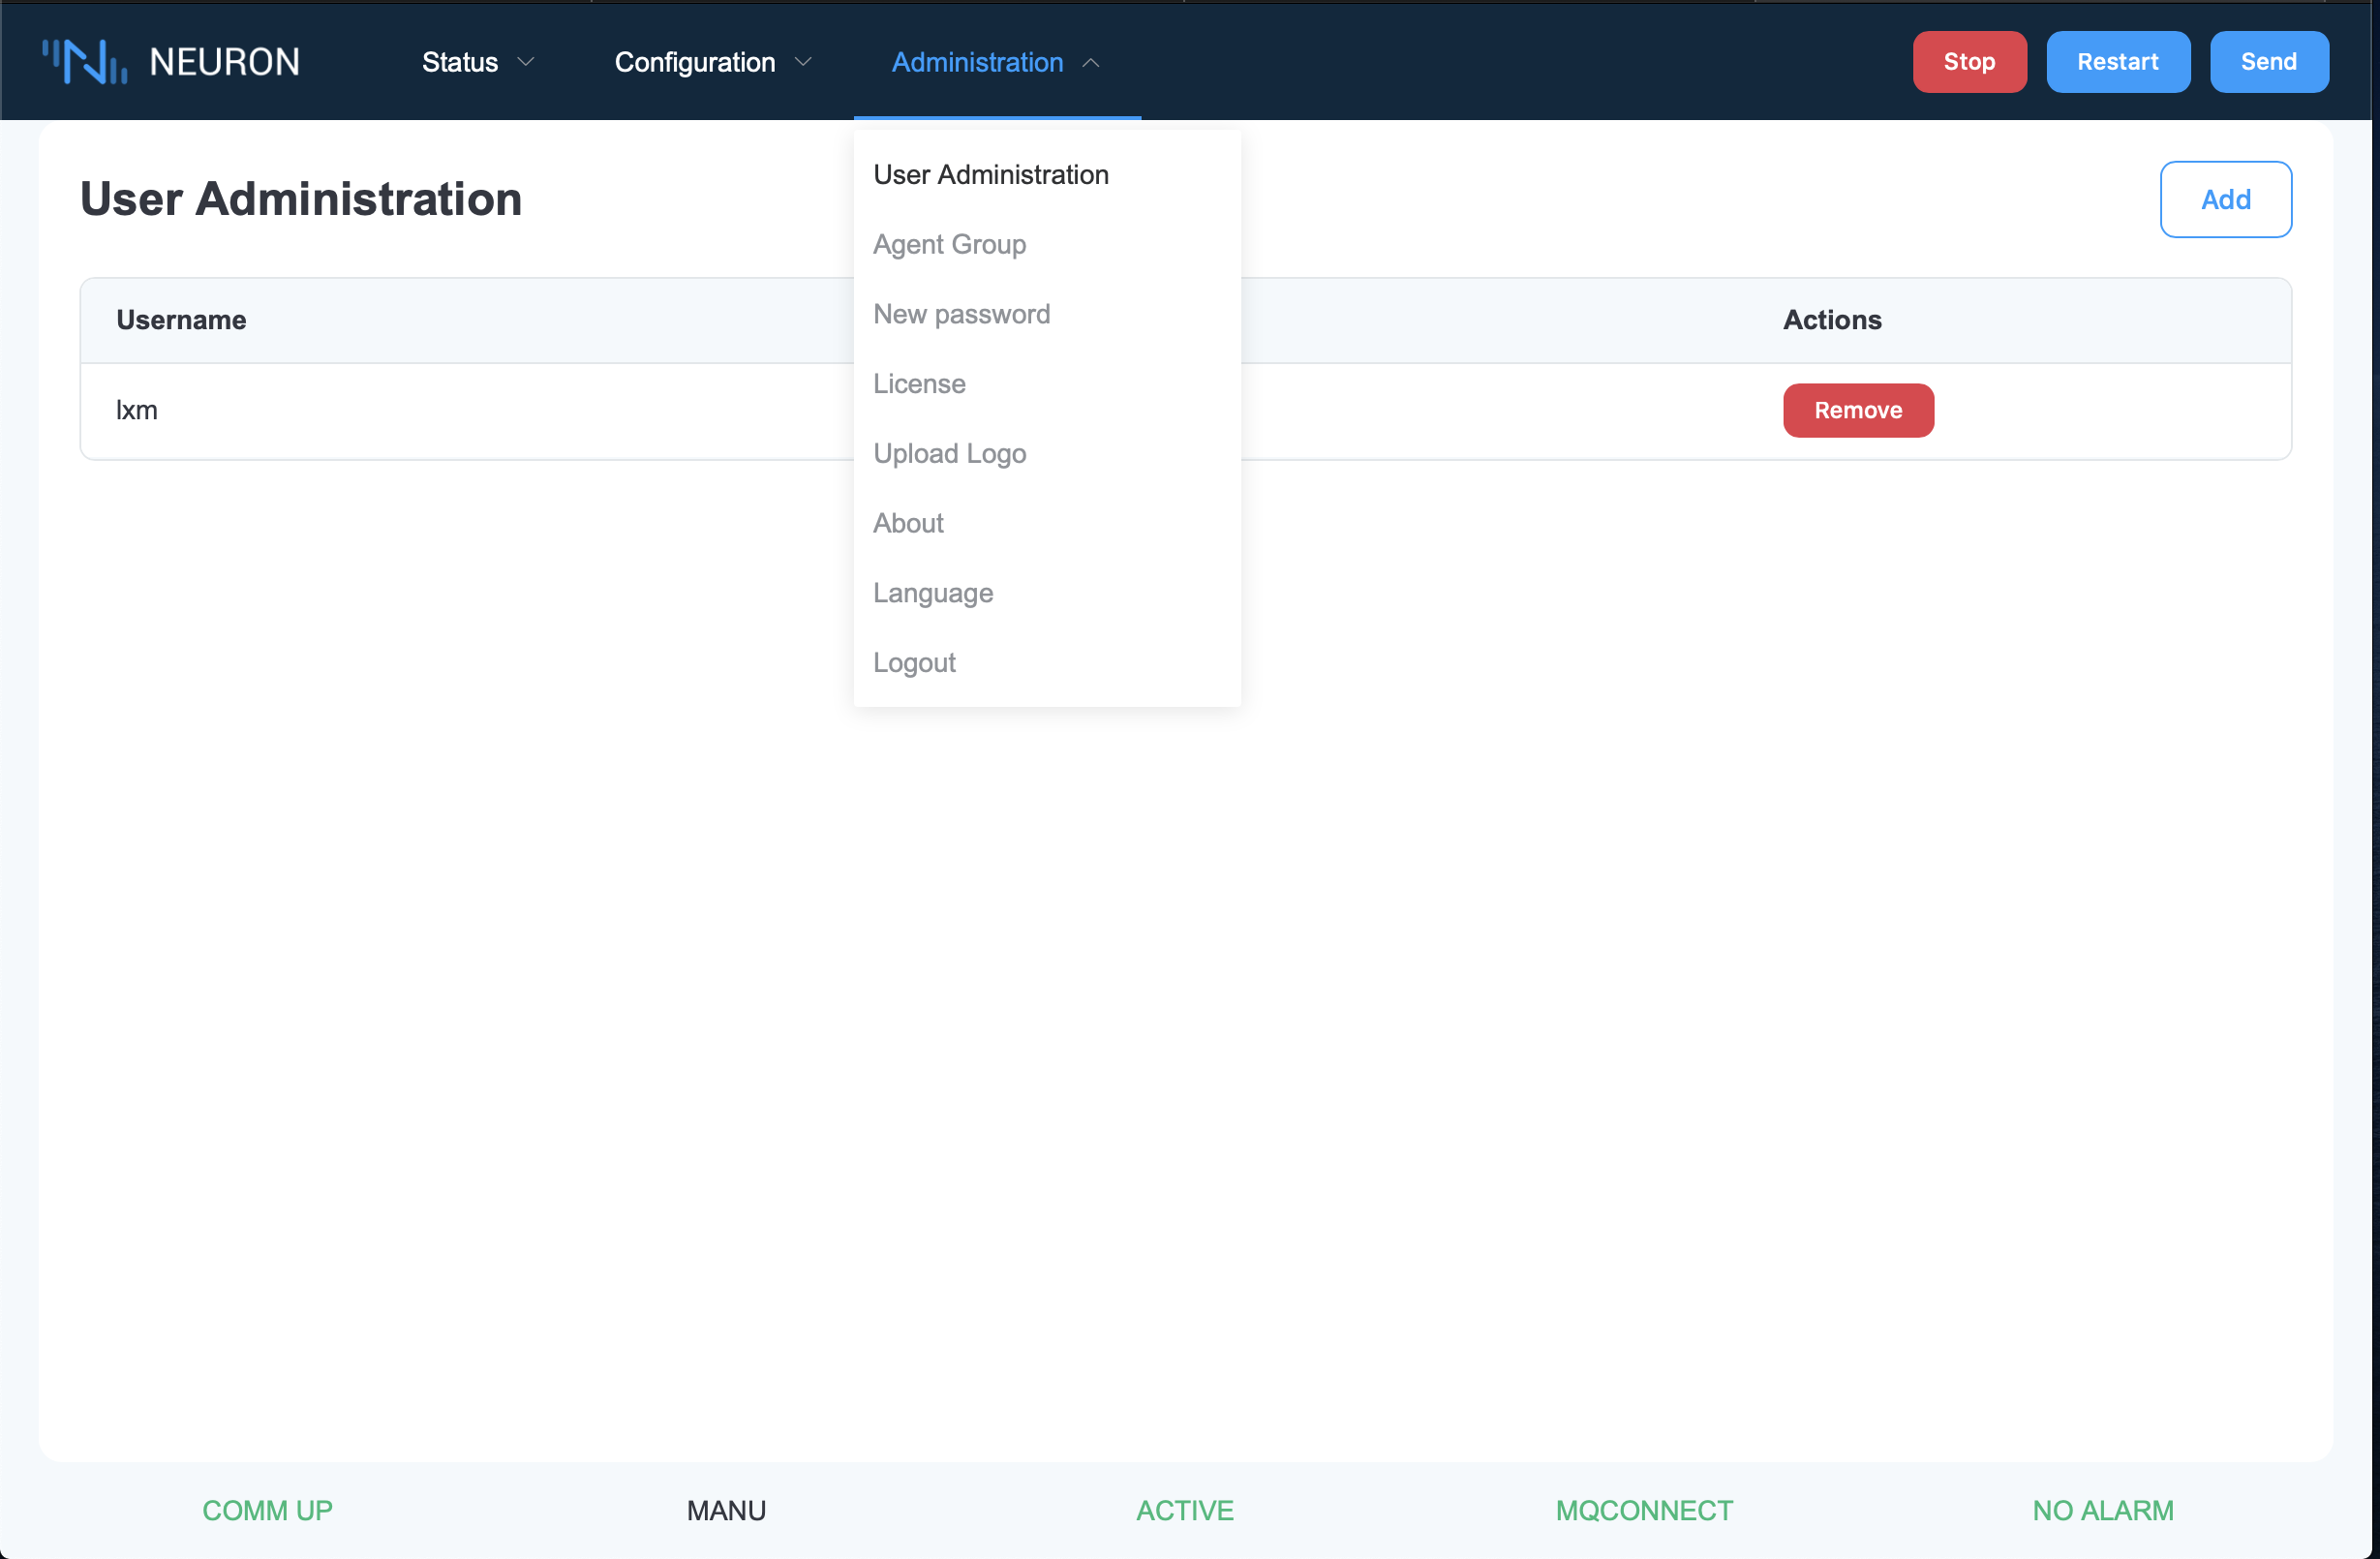 NEURON
Status
Configuration
Administration
Stop
Restart
Send
User Administration
Add
User Administration
Agent Group
New password
License
Upload Logo
About
Language
Logout
Username
Actions
lxm
Remove
COMM UP
MANU
ACTIVE
MQCONNECT
NO ALARM